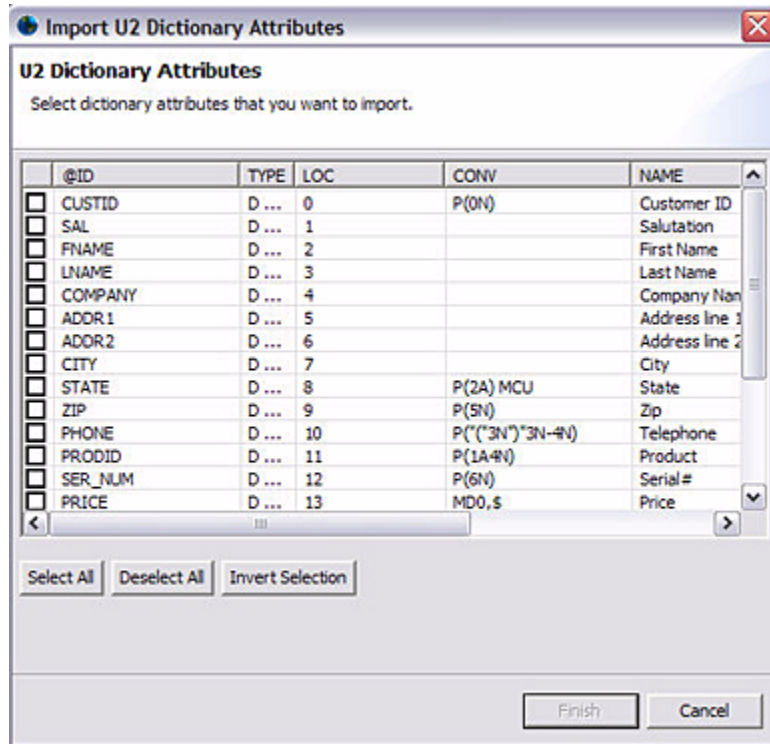 Import U2 Dictionary Attributes
U2 Dictionary Attributes
Select dictionary attributes that you want to import.
@ID TYPE LOC CONV NAME
CUSTID D ... 0 P(0N) Customer ID
SAL D ... 1 Salutation
FNAME D ... 2 First Name
LNAME D ... 3 Last Name
COMPANY D ... 4 Company Nan
ADDR1 D ... 5 Address line 1
ADDR2 D ... 6 Address line 2
CITY D ... 7 City
STATE D ... 8 P(2A) MCU State
ZIP D ... 9 P(5N) Zip
PHONE D ... 10 P("("3N")"3N-4N) Telephone
PRODID D ... 11 P(1A4N) Product
SER_NUM D ... 12 P(6N) Serial#
PRICE D ... 13 MD0,$ Price
Select All Deselect All Invert Selection
Finish Cancel